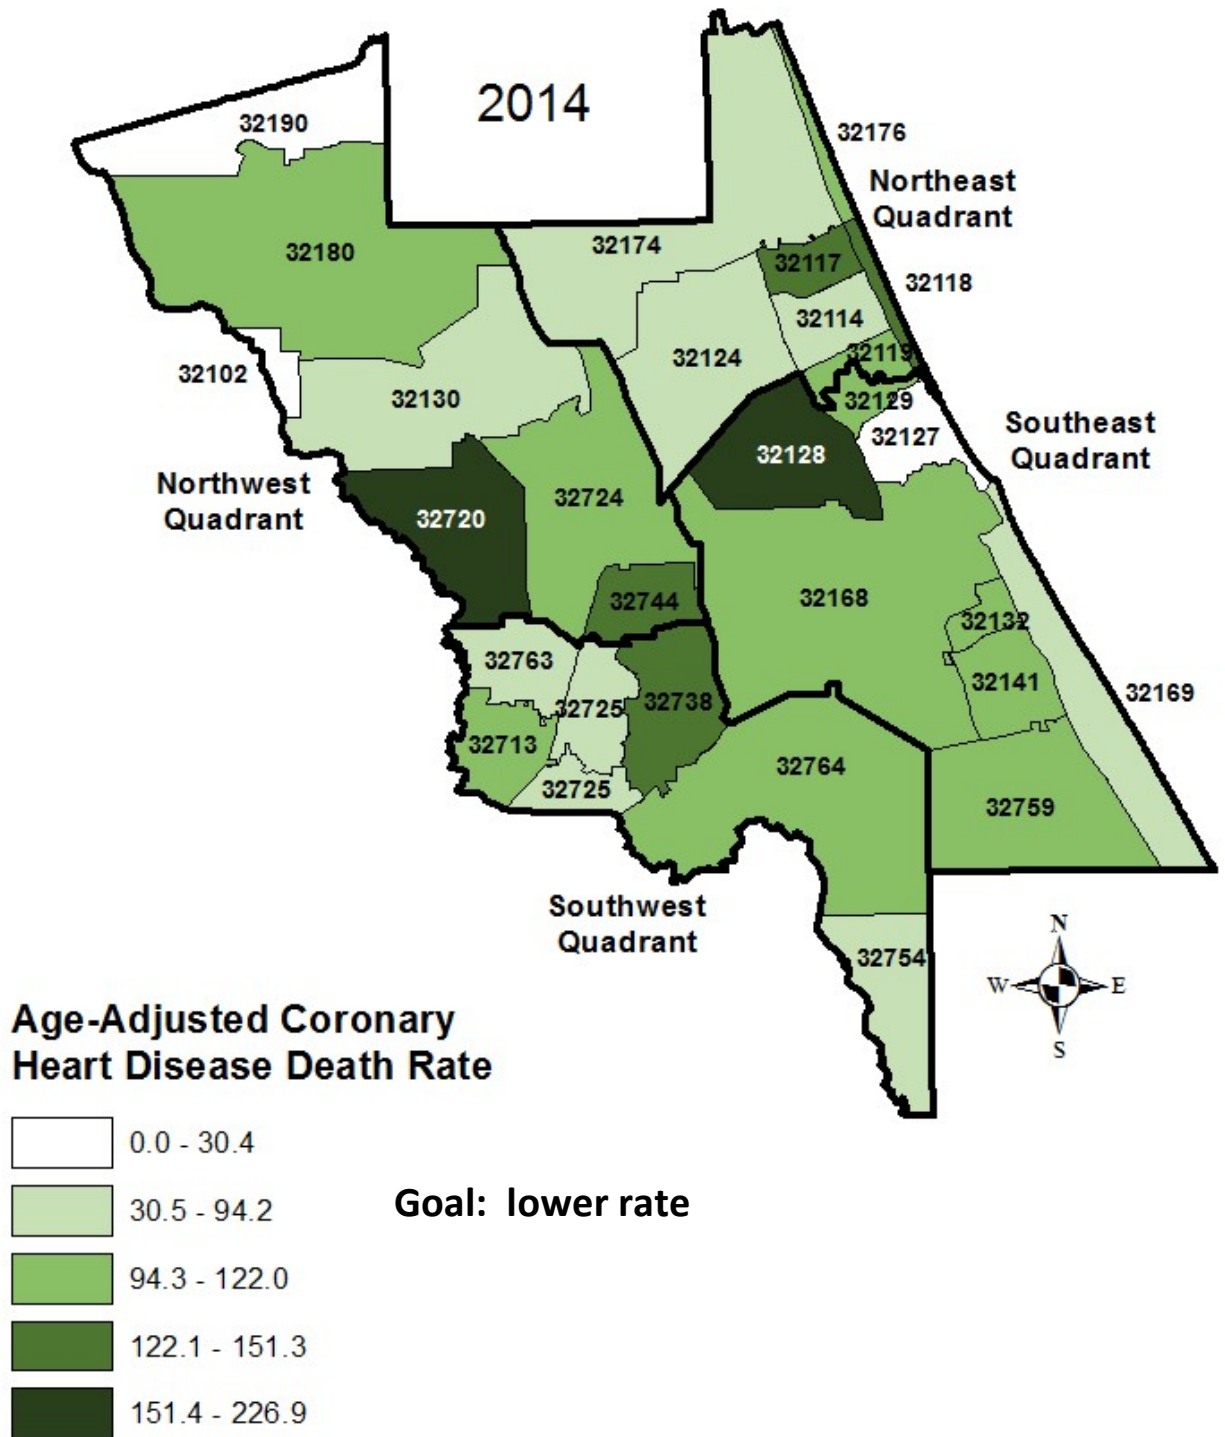 2014
32190
32176
Northeast
Quadrant
32180
32174
32117
32118
32114
32124
32119
32102
32130
32129
32127
Southeast
Quadrant
32128
Northwest
Quadrant
32724
32720
32744
32168
32132
32763
32141
32169
32725
32738
32713
32764
32725
32759
Southwest
Quadrant
N
32754
W
E
S
Age-Adjusted Coronary
Heart Disease Death Rate
0.0 - 30.4
30.5 - 94.2
Goal: lower rate
94.3 - 122.0
122.1 - 151.3
151.4 - 226.9